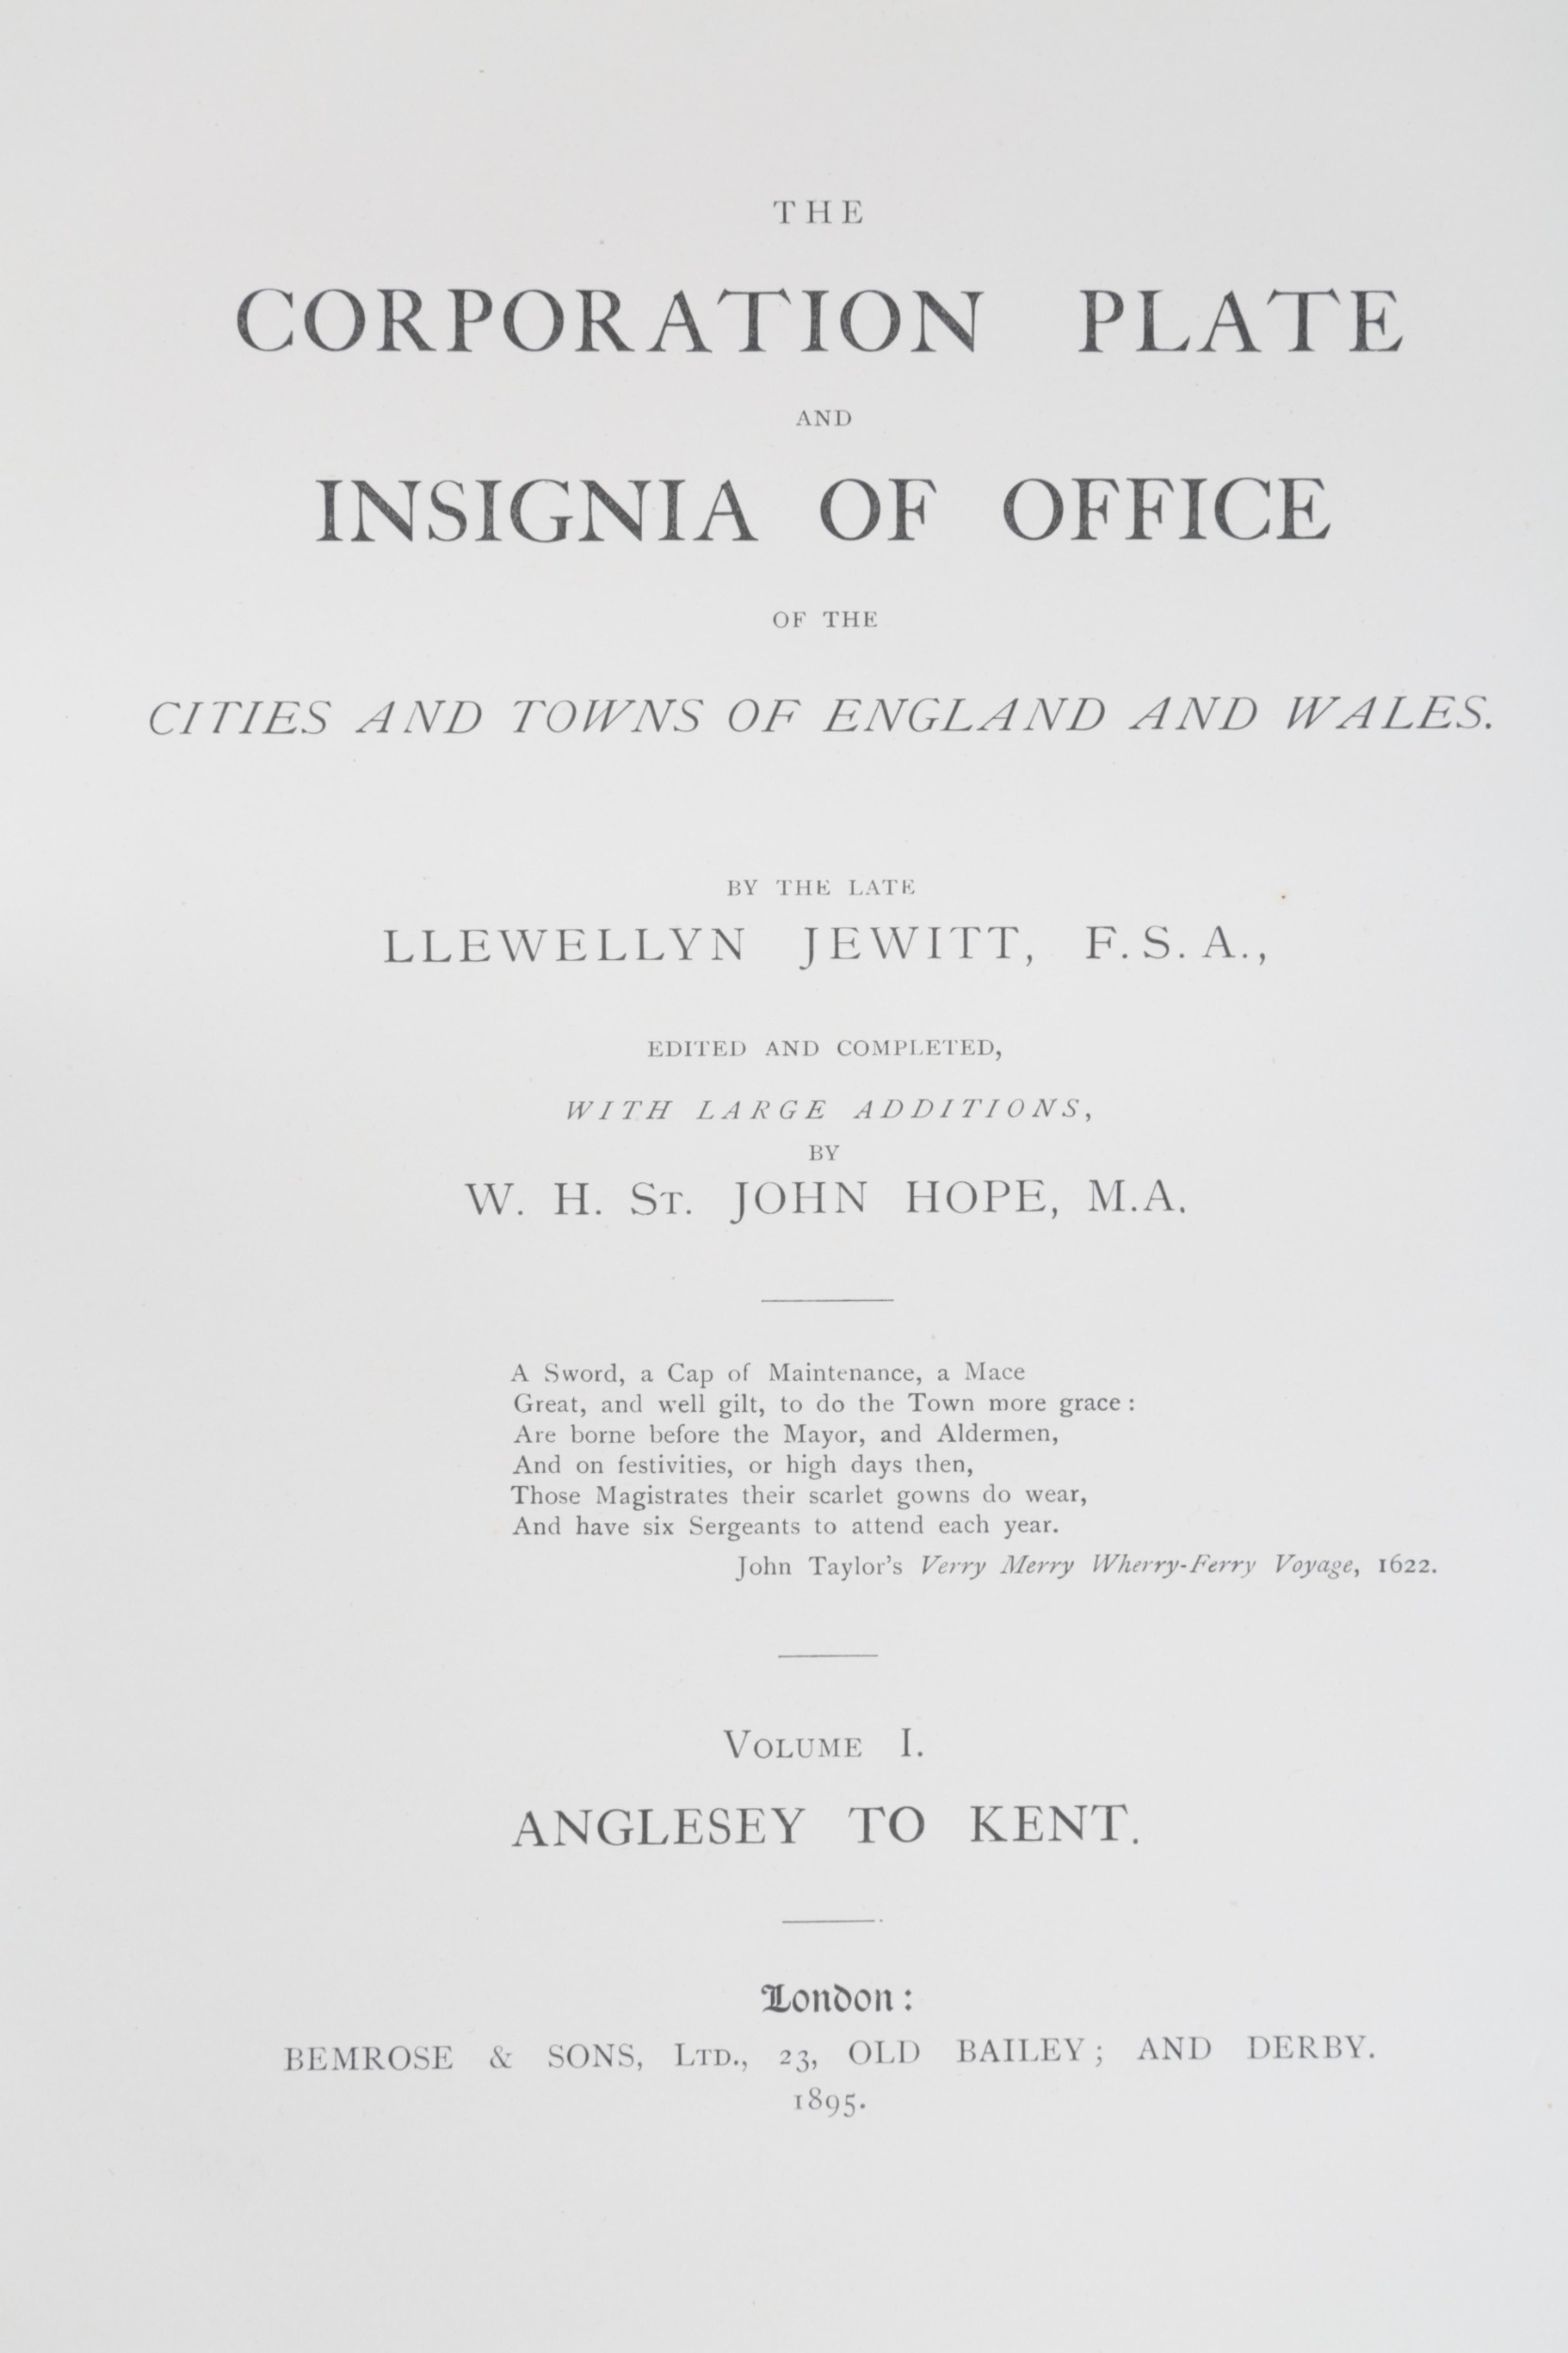 THE
CORPORATION PLATE
AND
INSIGNIA OF OFFICE
OF THE
CITIES AND TOWNS OF ENGLAND AND WALES.
BY THE LATE
LLEWELLYN JEWITT, F.S.A.,
EDITED AND COMPLETED,
WITH LARGE ADDITIONS,
BY
W. H. ST. JOHN HOPE, M.A.
A Sword, a Cap of Maintenance, a Mace
Great, and well gilt, to do the Town more grace :
Are borne before the Mayor, and Aldermen,
And on festivities, or high days then,
Those Magistrates their scarlet gowns do wear,
And have six Sergeants to attend each year.
John Taylor's Verry Merry Wherry-Ferry Voyage, 1622.
VOLUME I.
ANGLESEY TO KENT.
London :
BEMROSE & SONS, LTD., 23, OLD BAILEY ; AND DERBY.
1895.